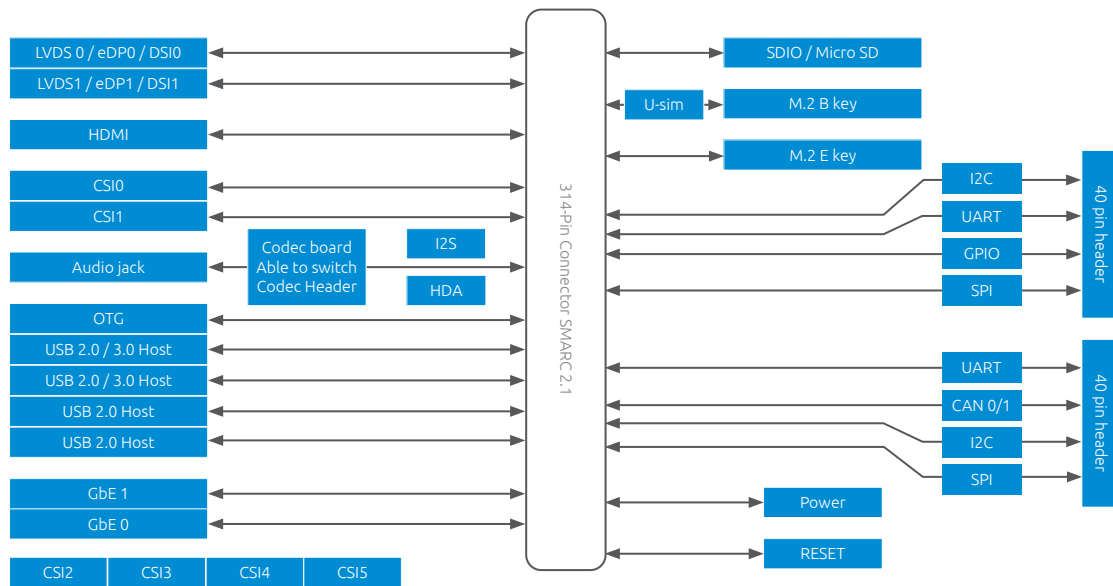 LVDS 0 / eDP0 / DSI0
LVDS1 / eDP1 / DSI1
HDMI
CSI0
CSI1
Audio jack
Codec board
Able to switch
Codec Header
I2S
HDA
OTG
USB 2.0 / 3.0 Host
USB 2.0 / 3.0 Host
USB 2.0 Host
USB 2.0 Host
GbE 1
GbE 0
CSI2
CSI3
CSI4
CSI5
314-Pin Connector SMARC 2.1
SDIO / Micro SD
U-sim
M.2 B key
M.2 E key
I2C
UART
GPIO
SPI
40 pin header
UART
CAN 0/1
I2C
SPI
40 pin header
Power
RESET